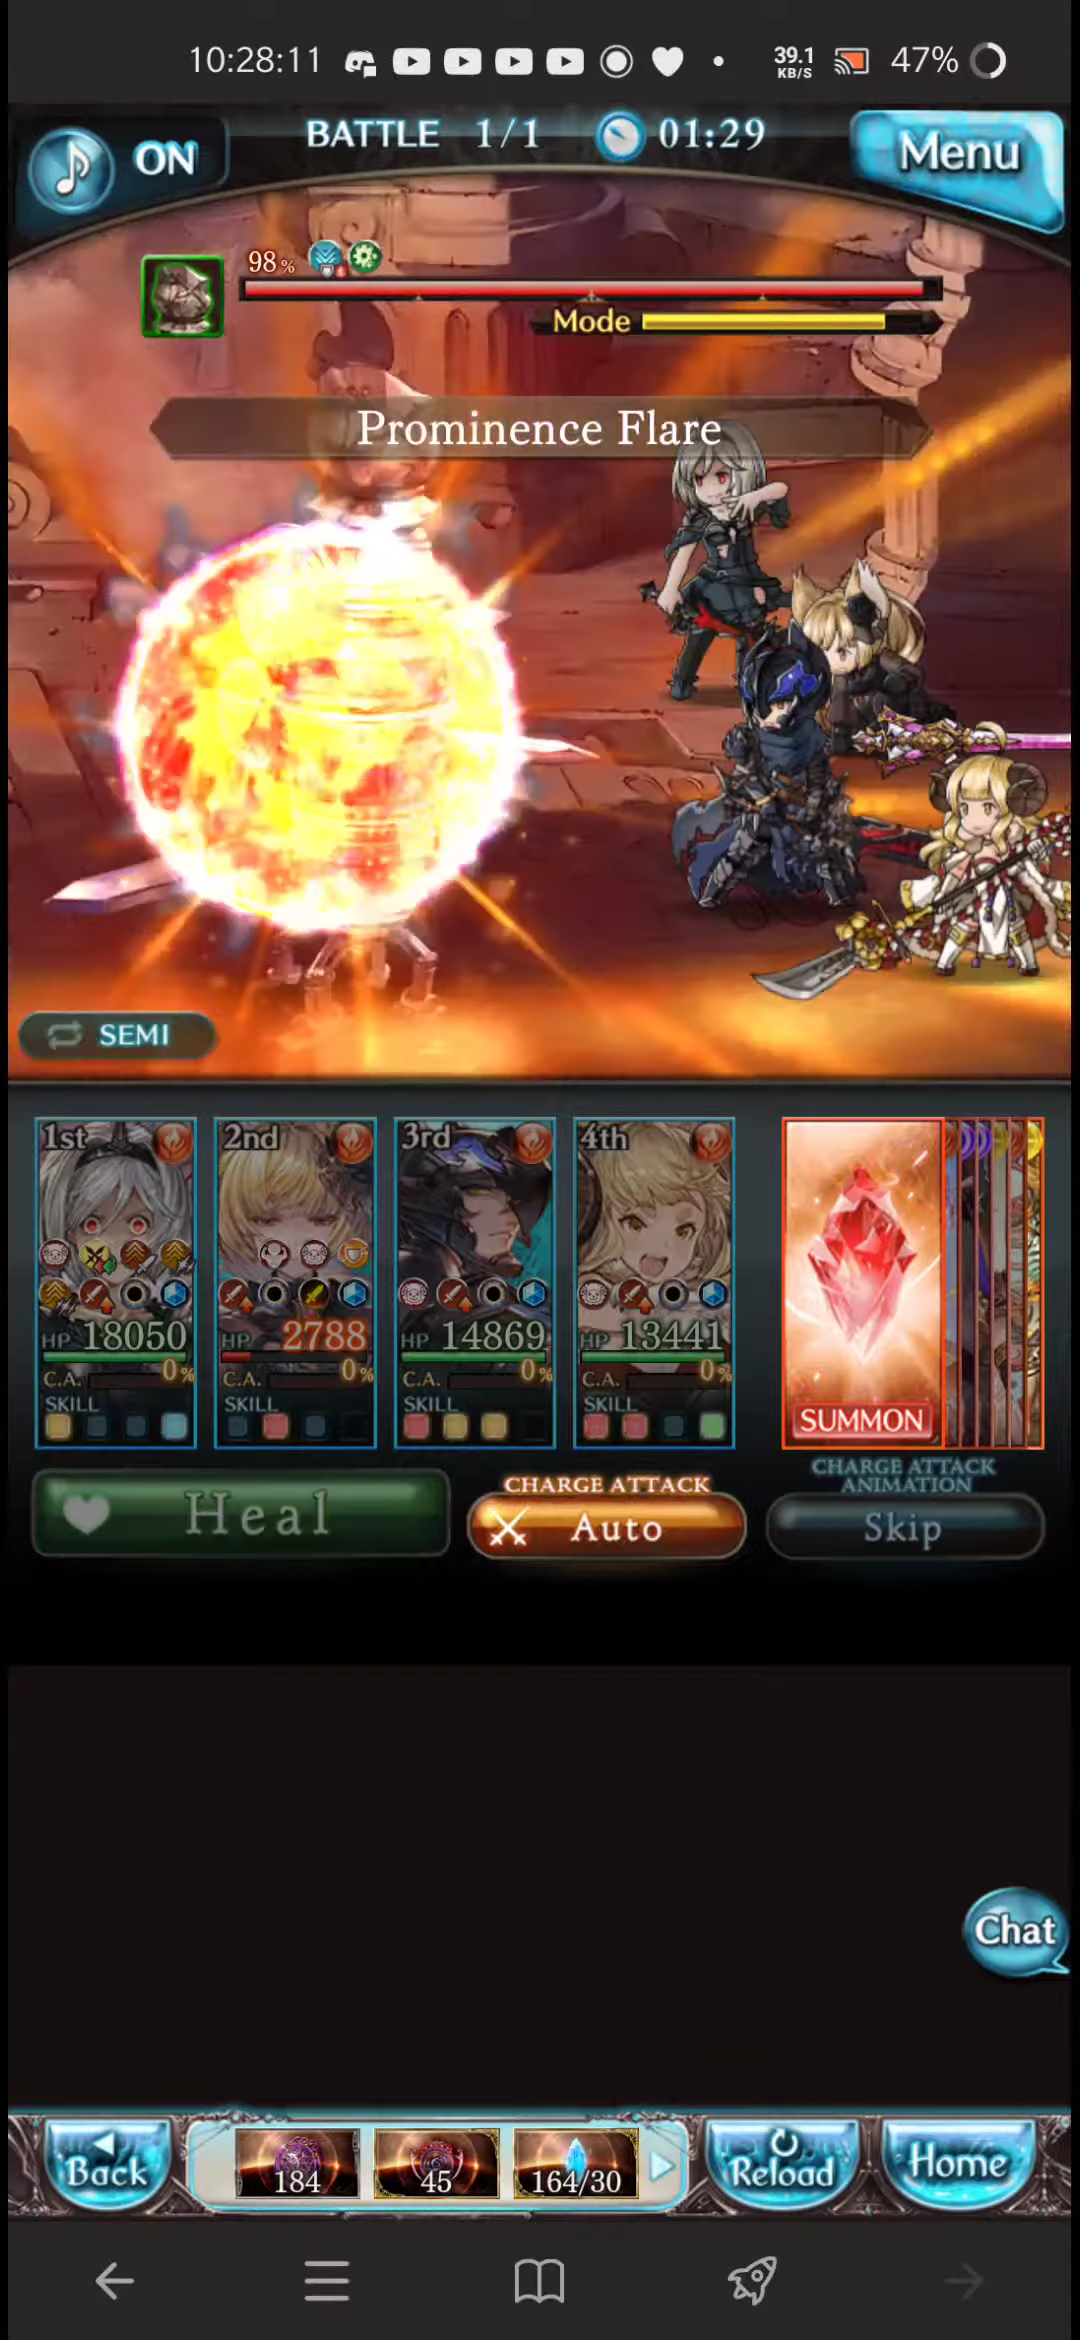 10:28:11
39.1
KB/S
47%
ON
BATTLE 1/1
01:29
Menu
98%
Mode
Prominence Flare
SEMI
1st
2nd
3rd
4th
HP 18050
HP 2788
HP 14869
HP 13441
C.A. 0%
C.A. 0%
C.A. 0%
C.A. 0%
SKILL
SKILL
SKILL
SKILL
SUMMON
Heal
CHARGE ATTACK
Auto
CHARGE ATTACK
ANIMATION
Skip
Chat
Back
184
45
164/30
Reload
Home